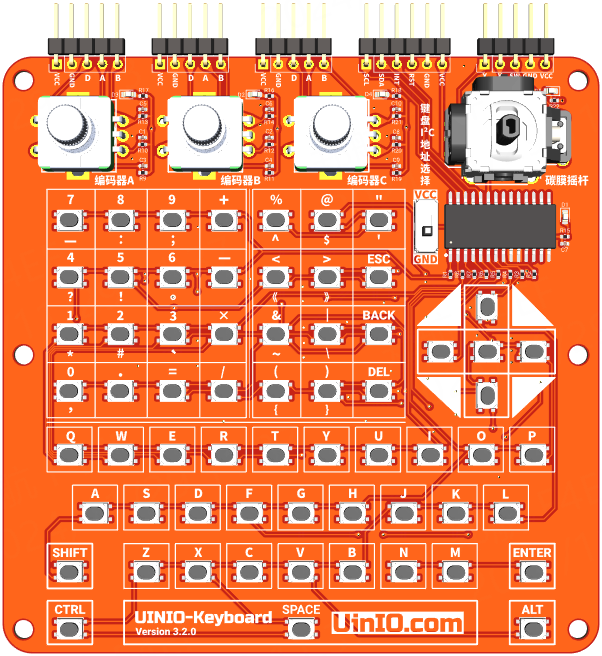 VCC GND D A B
VCC GND D A B
VCC GND D A B
SCL SDA INT RST GND VCC
GND VCC
编码器A
编码器B
编码器C
键盘I²C地址选择
碳膜摇杆
VCC
GND
7 8 9 + % @ "
— : ; ^ $ '
4 5 6 — < > ESC
? ! 。 《 》
1 2 3 × & | BACK
* # ` ~ \
0 . = / ( ) DEL
, { }
Q W E R T Y U I O P
A S D F G H J K L
SHIFT Z X C V B N M ENTER
CTRL UINIO-Keyboard SPACE UinIO.com ALT
Version 3.2.0